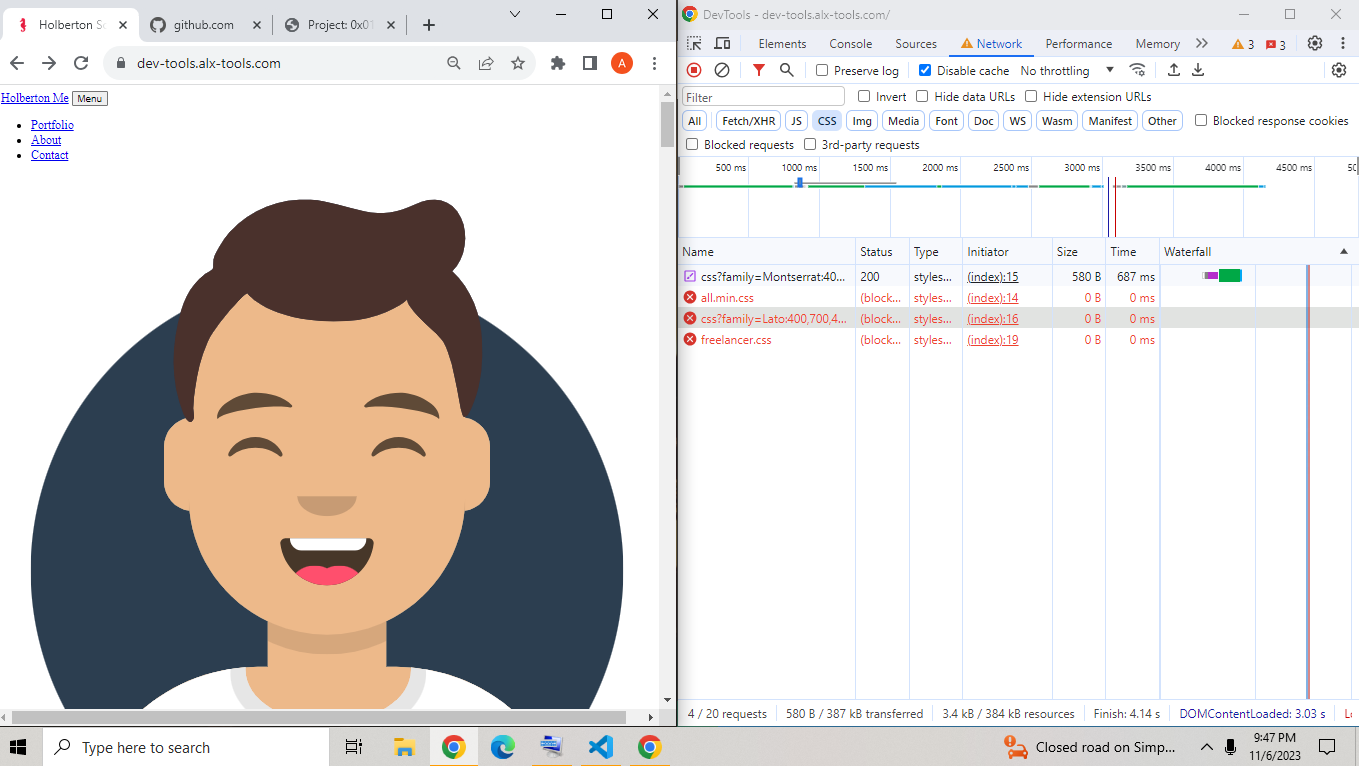 Holberton Sc
github.com
Project: 0x01
DevTools - dev-tools.alx-tools.com/
dev-tools.alx-tools.com
A
Elements Console Sources Network Performance Memory 3 3
Preserve log Disable cache No throttling
Holberton Me Menu
Filter Invert Hide data URLs Hide extension URLs
All Fetch/XHR JS CSS Img Media Font Doc WS Wasm Manifest Other Blocked response cookies
Portfolio
About
Contact
Blocked requests 3rd-party requests
500 ms 1000 ms 1500 ms 2000 ms 2500 ms 3000 ms 3500 ms 4000 ms 4500 ms
Name Status Type Initiator Size Time Waterfall
css?family=Montserrat:40... 200 styles... (index):15 580 B 687 ms
all.min.css (block... styles... (index):14 0 B 0 ms
css?family=Lato:400,700,4... (block... styles... (index):16 0 B 0 ms
freelancer.css (block... styles... (index):19 0 B 0 ms
4 / 20 requests 580 B / 387 kB transferred 3.4 kB / 384 kB resources Finish: 4.14 s DOMContentLoaded: 3.03 s
Type here to search
Closed road on Simp...
9:47 PM
11/6/2023